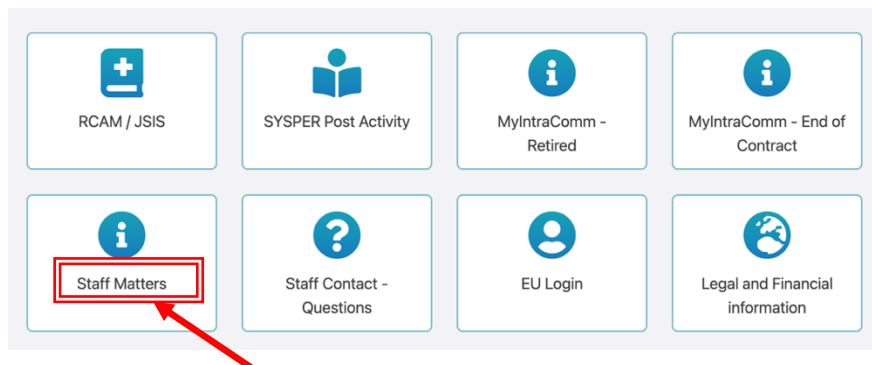 RCAM / JSIS
SYSPER Post Activity
MyIntraComm -
Retired
MyIntraComm - End of
Contract
Staff Matters
Staff Contact -
Questions
EU Login
Legal and Financial
information